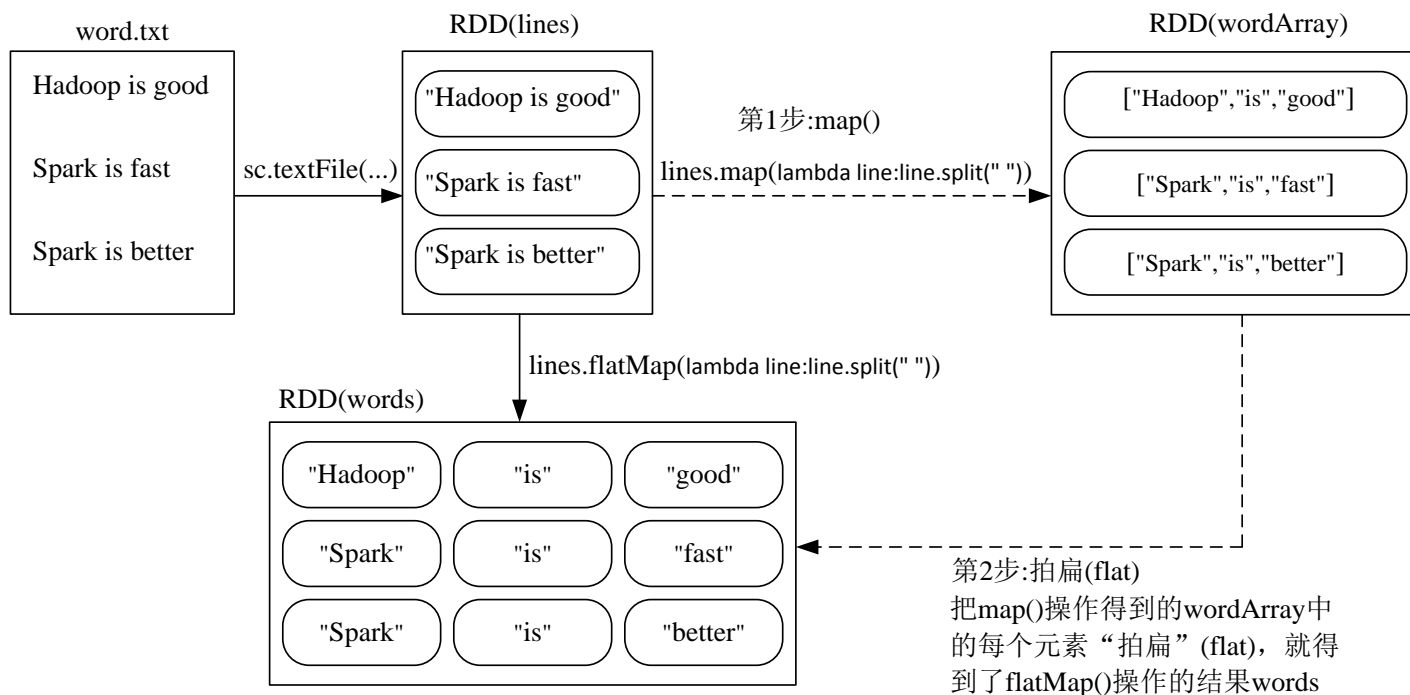 word.txt
Hadoop is good
Spark is fast
Spark is better
sc.textFile(...)
RDD(lines)
"Hadoop is good"
"Spark is fast"
"Spark is better"
第1步:map()
lines.map(lambda line:line.split(" "))
RDD(wordArray)
["Hadoop","is","good"]
["Spark","is","fast"]
["Spark","is","better"]
lines.flatMap(lambda line:line.split(" "))
RDD(words)
"Hadoop" "is" "good"
"Spark" "is" "fast"
"Spark" "is" "better"
第2步:拍扁(flat)
把map()操作得到的wordArray中
的每个元素“拍扁”(flat)，就得
到了flatMap()操作的结果words